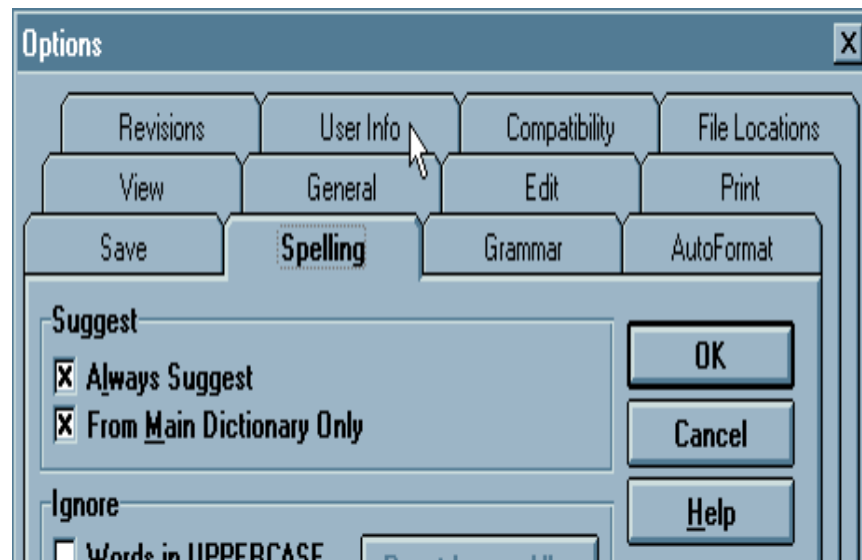 Options
Revisions User Info Compatibility File Locations
View General Edit Print
Save Spelling Grammar AutoFormat
Suggest
Always Suggest
From Main Dictionary Only
OK
Cancel
Help
Ignore
Words in UPPERCASE